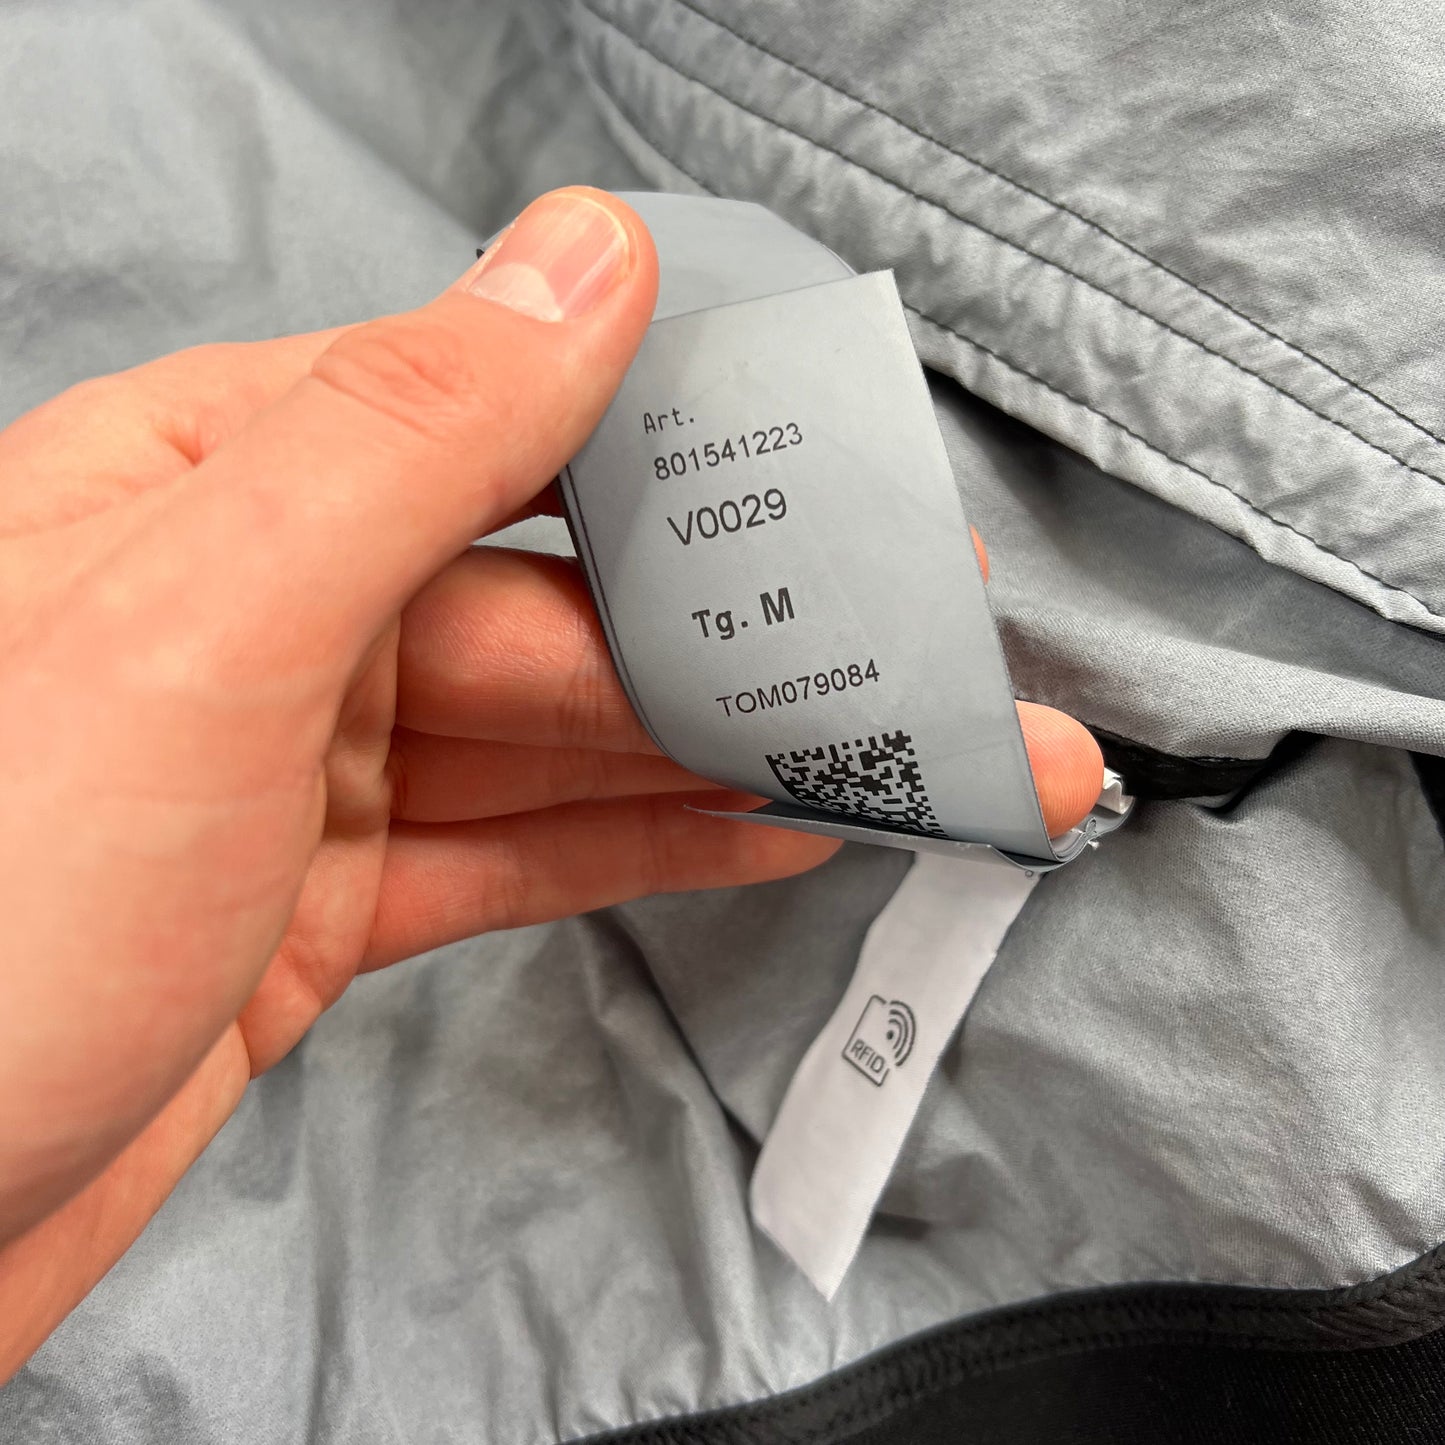 Art.
801541223
V0029
Tg. M
TOM079084
RFID